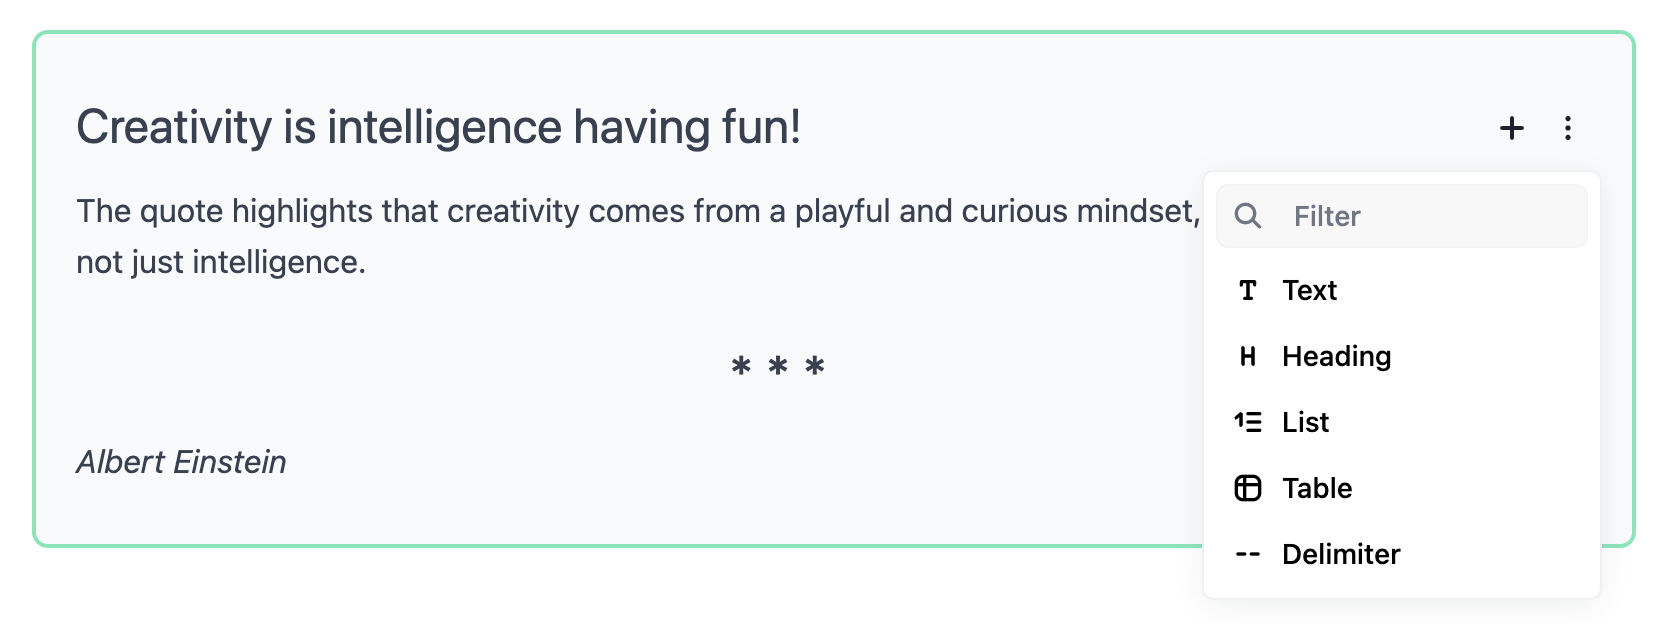 Creativity is intelligence having fun!
The quote highlights that creativity comes from a playful and curious mindset,
not just intelligence.
* * *
Albert Einstein
Filter
Text
Heading
List
Table
Delimiter